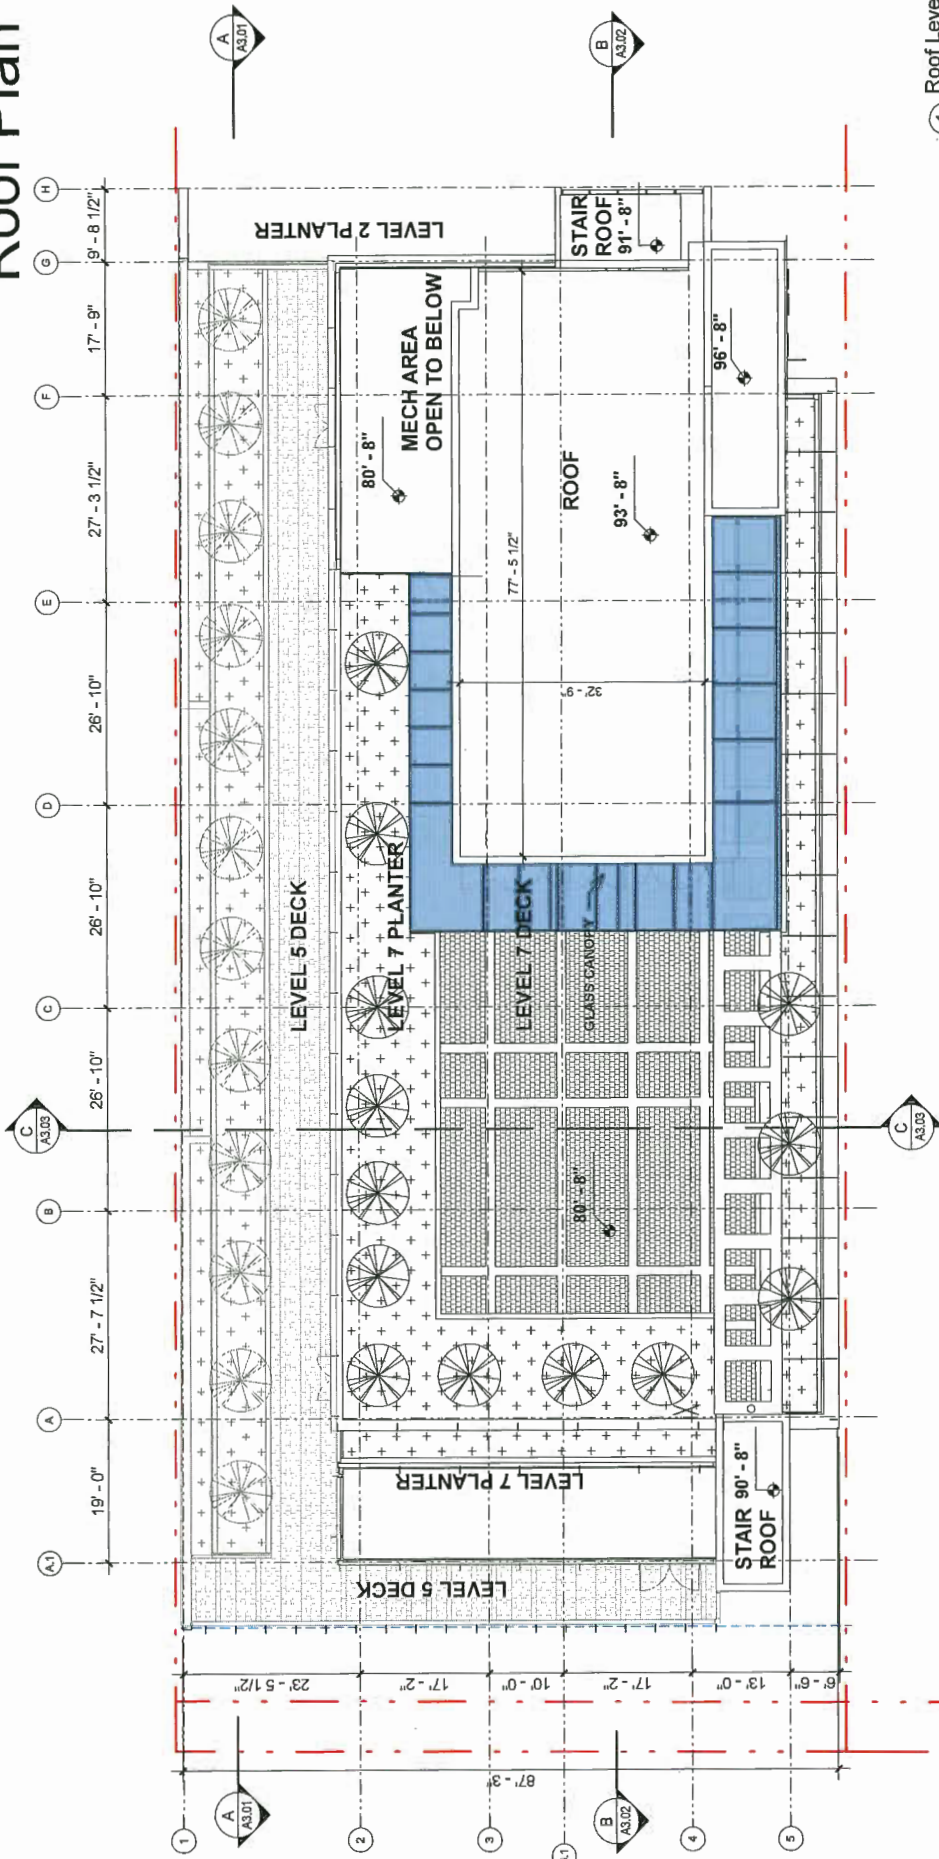 Roof Plan
A
A3.01
B
A3.02
Roof Leve
H
9' - 8 1/2"
G
17' - 9"
F
27' - 3 1/2"
E
26' - 10"
D
26' - 10"
C
26' - 10"
B
27' - 7 1/2"
A
19' - 0"
A.1
LEVEL 2 PLANTER
STAIR
ROOF
91' - 8"
MECH AREA
OPEN TO BELOW
80' - 8"
96' - 8"
ROOF
93' - 8"
77' - 5 1/2"
32' - 9"
LEVEL 5 DECK
LEVEL 7 PLANTER
LEVEL 7 DECK
GLASS CANOPY
C
A3.03
C
A3.03
80' - 8"
LEVEL 7 PLANTER
STAIR
ROOF
90' - 8"
LEVEL 5 DECK
23' - 5 1/2"
17' - 2"
10' - 0"
17' - 2"
13' - 0"
6' - 6"
87' - 3"
A
A3.01
B
A3.02
1
2
3
4
5